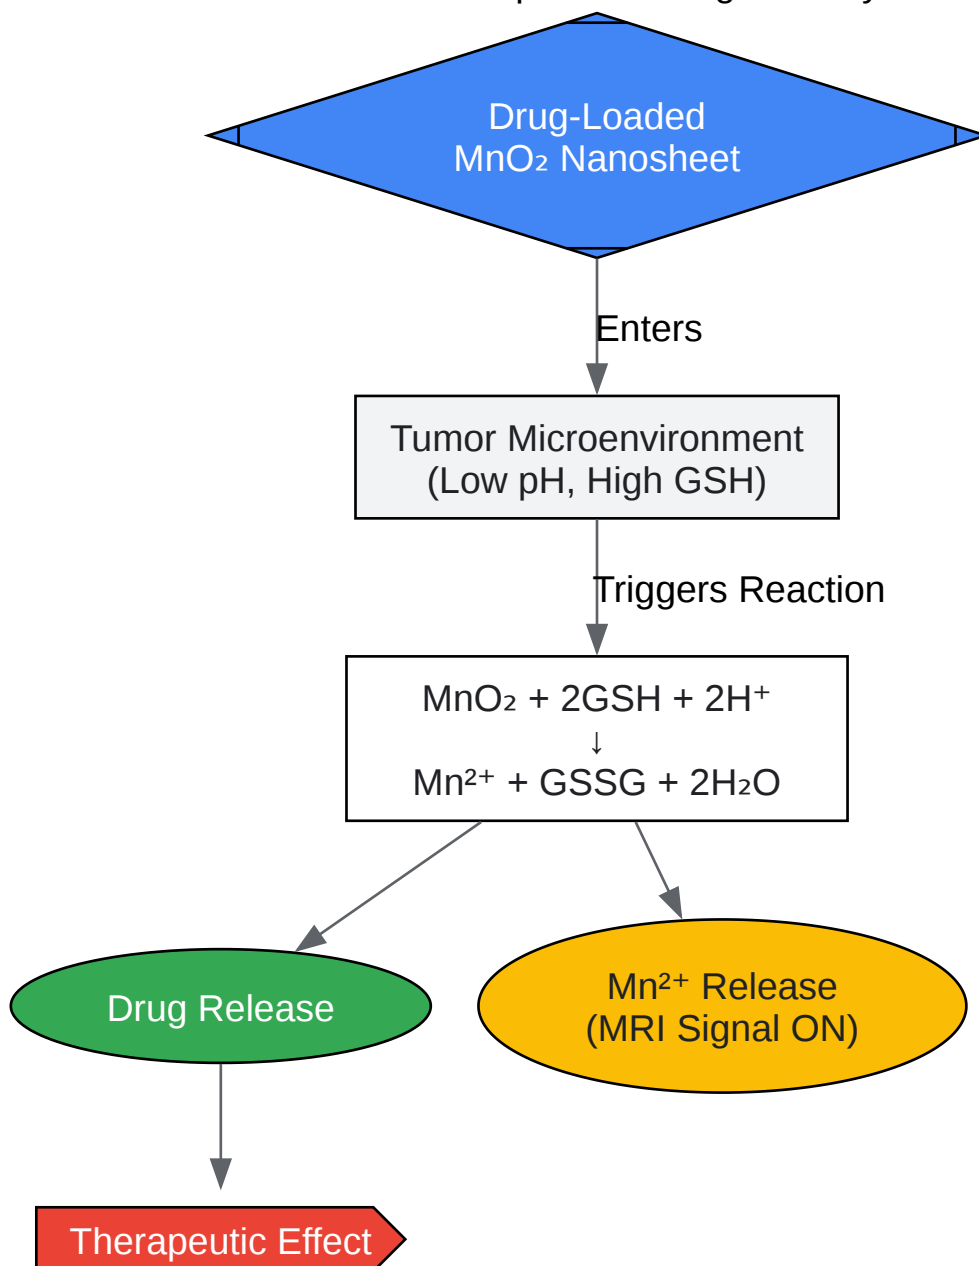 Drug-Loaded
MnO₂ Nanosheet
Enters
Tumor Microenvironment
(Low pH, High GSH)
Triggers Reaction
MnO₂ + 2GSH + 2H⁺
↓
Mn²⁺ + GSSG + 2H₂O
Drug Release
Mn²⁺ Release
(MRI Signal ON)
Therapeutic Effect